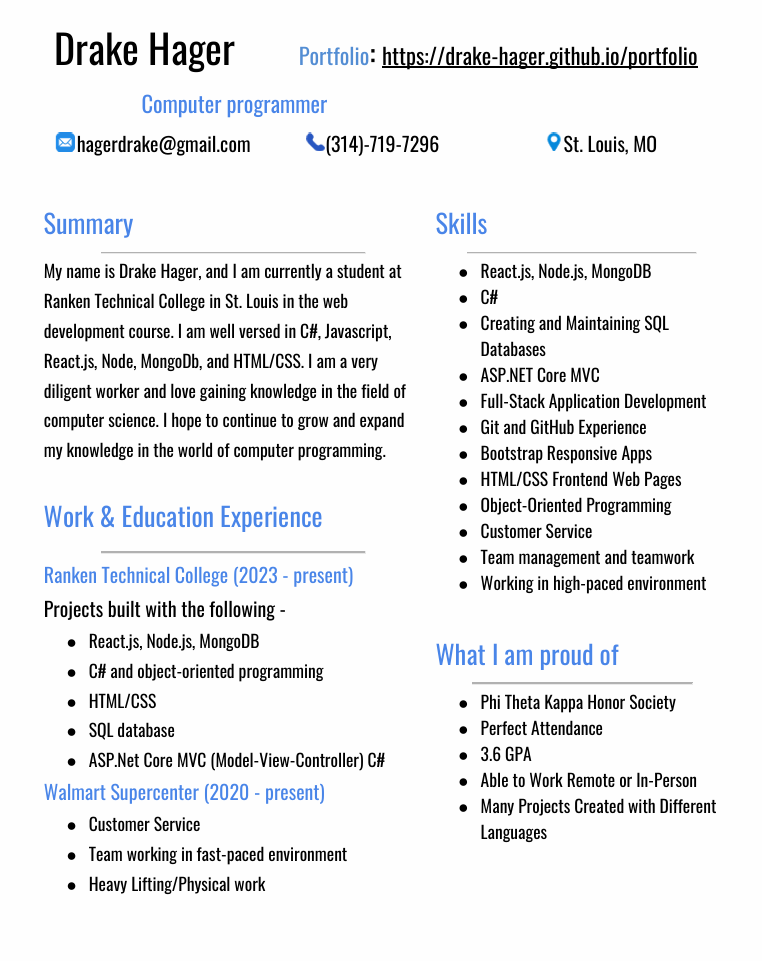 Drake Hager
Portfolio: https://drake-hager.github.io/portfolio
Computer programmer
hagerdrake@gmail.com
(314)-719-7296
St. Louis, MO
Summary
My name is Drake Hager, and I am currently a student at
Ranken Technical College in St. Louis in the web
development course. I am well versed in C#, Javascript,
React.js, Node, MongoDb, and HTML/CSS. I am a very
diligent worker and love gaining knowledge in the field of
computer science. I hope to continue to grow and expand
my knowledge in the world of computer programming.
Work & Education Experience
Ranken Technical College (2023 - present)
Projects built with the following -
● React.js, Node.js, MongoDB
● C# and object-oriented programming
● HTML/CSS
● SQL database
● ASP.Net Core MVC (Model-View-Controller) C#
Walmart Supercenter (2020 - present)
● Customer Service
● Team working in fast-paced environment
● Heavy Lifting/Physical work
Skills
● React.js, Node.js, MongoDB
● C#
● Creating and Maintaining SQL
Databases
● ASP.NET Core MVC
● Full-Stack Application Development
● Git and GitHub Experience
● Bootstrap Responsive Apps
● HTML/CSS Frontend Web Pages
● Object-Oriented Programming
● Customer Service
● Team management and teamwork
● Working in high-paced environment
What I am proud of
● Phi Theta Kappa Honor Society
● Perfect Attendance
● 3.6 GPA
● Able to Work Remote or In-Person
● Many Projects Created with Different
Languages